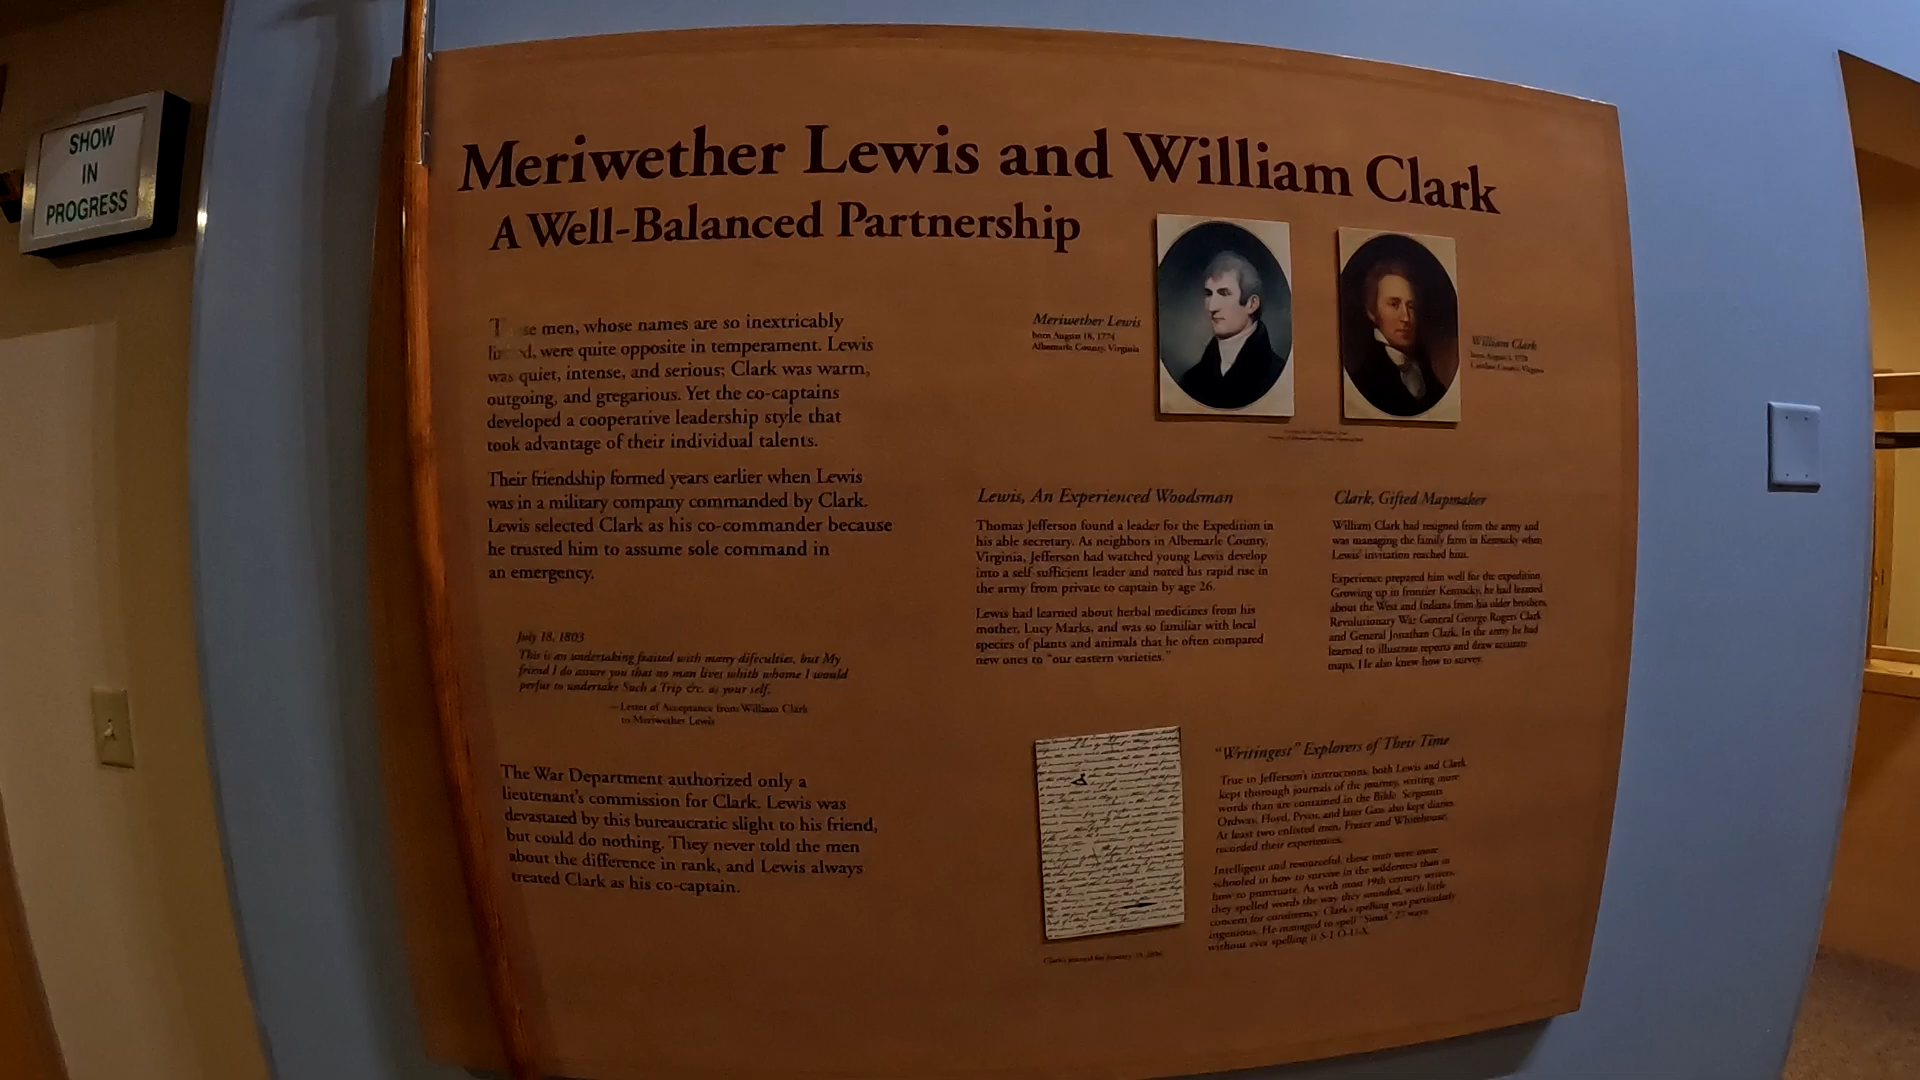 SHOW
IN
PROGRESS
Meriwether Lewis and William Clark
A Well-Balanced Partnership
These men, whose names are so inextricably
linked, were quite opposite in temperament. Lewis
was quiet, intense, and serious; Clark was warm,
outgoing, and gregarious. Yet the co-captains
developed a cooperative leadership style that
took advantage of their individual talents.
Their friendship formed years earlier when Lewis
was in a military company commanded by Clark.
Lewis selected Clark as his co-commander because
he trusted him to assume sole command in
an emergency.
July 18, 1803
This is an undertaking fraited with many difeculties, but My
friend I do assure you that no man lives whith whome I would
perfur to undertake Such a Trip &c. as your self,
—Letter of Acceptance from William Clark
to Meriwether Lewis
The War Department authorized only a
lieutenant's commission for Clark. Lewis was
devastated by this bureaucratic slight to his friend,
but could do nothing. They never told the men
about the difference in rank, and Lewis always
treated Clark as his co-captain.
Meriwether Lewis
born August 18, 1774
Albemarle County, Virginia
William Clark
born August 1, 1770
Caroline County, Virginia
Lewis, An Experienced Woodsman
Thomas Jefferson found a leader for the Expedition in
his able secretary. As neighbors in Albemarle County,
Virginia, Jefferson had watched young Lewis develop
into a self-sufficient leader and noted his rapid rise in
the army from private to captain by age 26.
Lewis had learned about herbal medicines from his
mother, Lucy Marks, and was so familiar with local
species of plants and animals that he often compared
new ones to "our eastern varieties."
Clark, Gifted Mapmaker
William Clark had resigned from the army and
was managing the family farm in Kentucky when
Lewis' invitation reached him.
Experience prepared him well for the expedition.
Growing up in frontier Kentucky, he had learned
about the West and Indians from his older brothers,
Revolutionary War General George Rogers Clark
and General Jonathan Clark. In the army he had
learned to illustrate reports and draw accurate
maps. He also knew how to survey.
"Writingest" Explorers of Their Time
True to Jefferson's instructions, both Lewis and Clark
kept thorough journals of the journey, writing more
words than are contained in the Bible. Sergeants
Ordway, Floyd, Pryor, and later Gass also kept diaries.
At least two enlisted men, Frazer and Whitehouse,
recorded their experiences.
Intelligent and resourceful, these men were more
schooled in how to survive in the wilderness than in
how to punctuate. As with most 19th century writers,
they spelled words the way they sounded, with little
concern for consistency. Clark's spelling was particularly
ingenious. He managed to spell "Sioux" 27 ways
without ever spelling it S-I-O-U-X.
Clark's journal for January